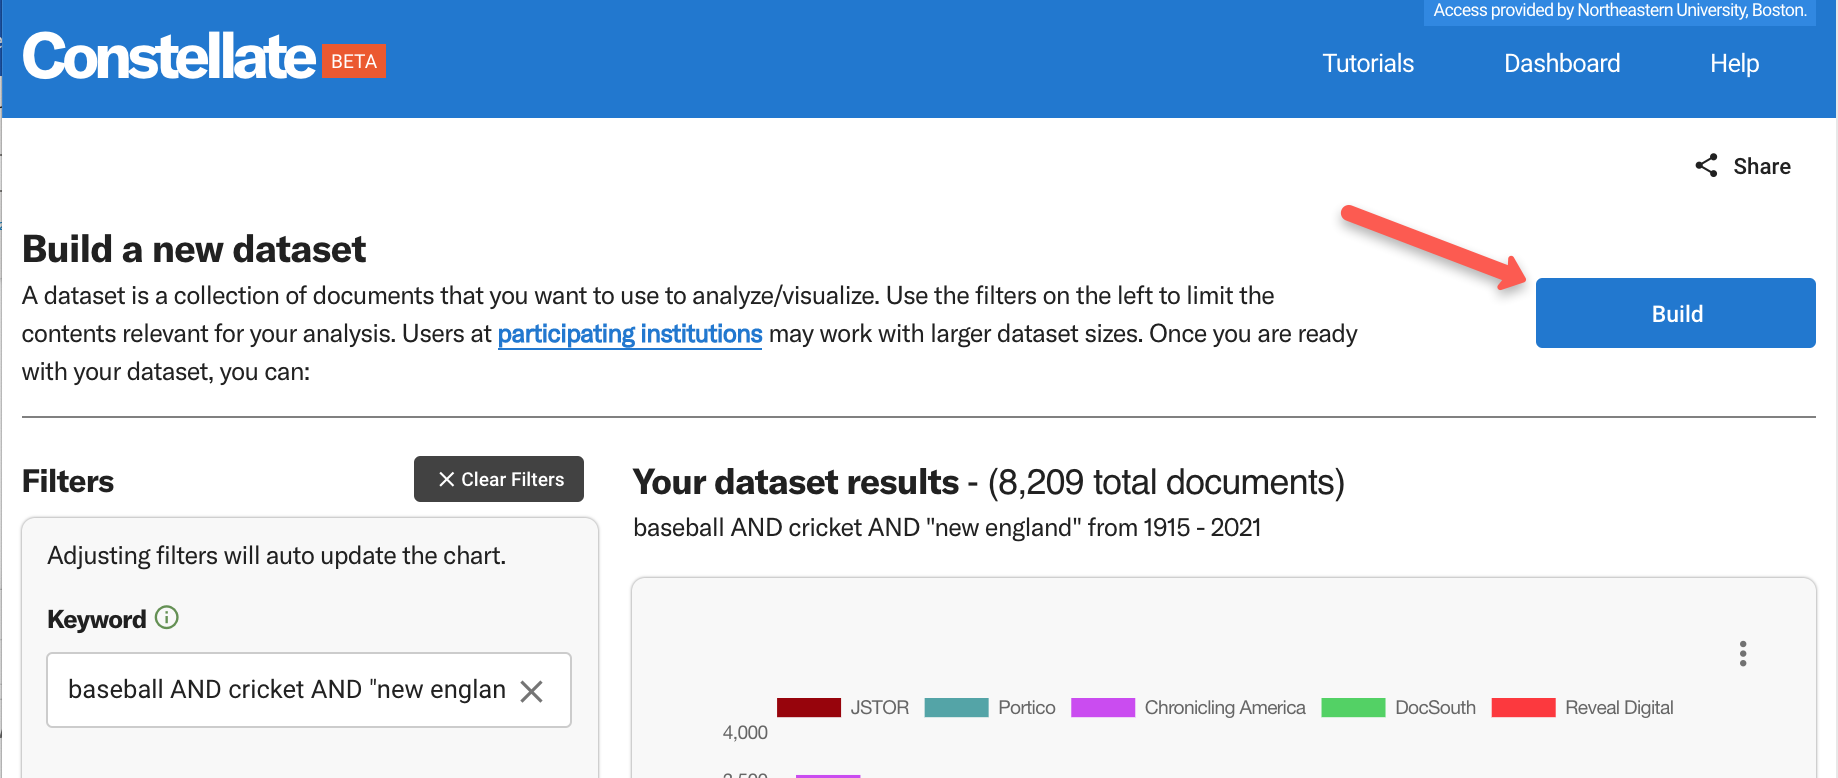 Access provided by Northeastern University, Boston.
Constellate BETA
Tutorials Dashboard Help
Share
Build a new dataset
A dataset is a collection of documents that you want to use to analyze/visualize. Use the filters on the left to limit the
contents relevant for your analysis. Users at participating institutions may work with larger dataset sizes. Once you are ready
with your dataset, you can:
Build
Filters
Clear Filters
Adjusting filters will auto update the chart.
Keyword
baseball AND cricket AND "new englan
Your dataset results - (8,209 total documents)
baseball AND cricket AND "new england" from 1915 - 2021
JSTOR Portico Chronicling America DocSouth Reveal Digital
4,000